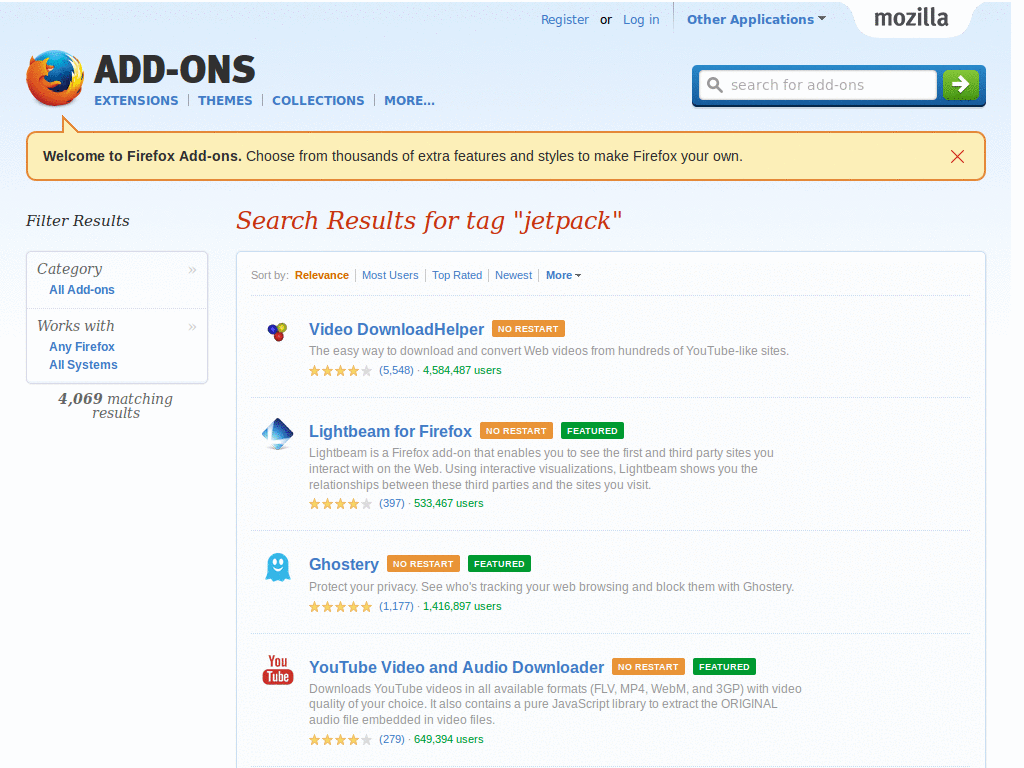 Register or Log in Other Applications mozilla
ADD-ONS
EXTENSIONS THEMES COLLECTIONS MORE...
search for add-ons
Welcome to Firefox Add-ons. Choose from thousands of extra features and styles to make Firefox your own.
Filter Results
Category »
All Add-ons
Works with »
Any Firefox
All Systems
4,069 matching
results
Search Results for tag "jetpack"
Sort by: Relevance Most Users Top Rated Newest More
Video DownloadHelper NO RESTART
The easy way to download and convert Web videos from hundreds of YouTube-like sites.
(5,548) · 4,584,487 users
Lightbeam for Firefox NO RESTART FEATURED
Lightbeam is a Firefox add-on that enables you to see the first and third party sites you
interact with on the Web. Using interactive visualizations, Lightbeam shows you the
relationships between these third parties and the sites you visit.
(397) · 533,467 users
Ghostery NO RESTART FEATURED
Protect your privacy. See who's tracking your web browsing and block them with Ghostery.
(1,177) · 1,416,897 users
You
Tube
YouTube Video and Audio Downloader NO RESTART FEATURED
Downloads YouTube videos in all available formats (FLV, MP4, WebM, and 3GP) with video
quality of your choice. It also contains a pure JavaScript library to extract the ORIGINAL
audio file embedded in video files.
(279) · 649,394 users